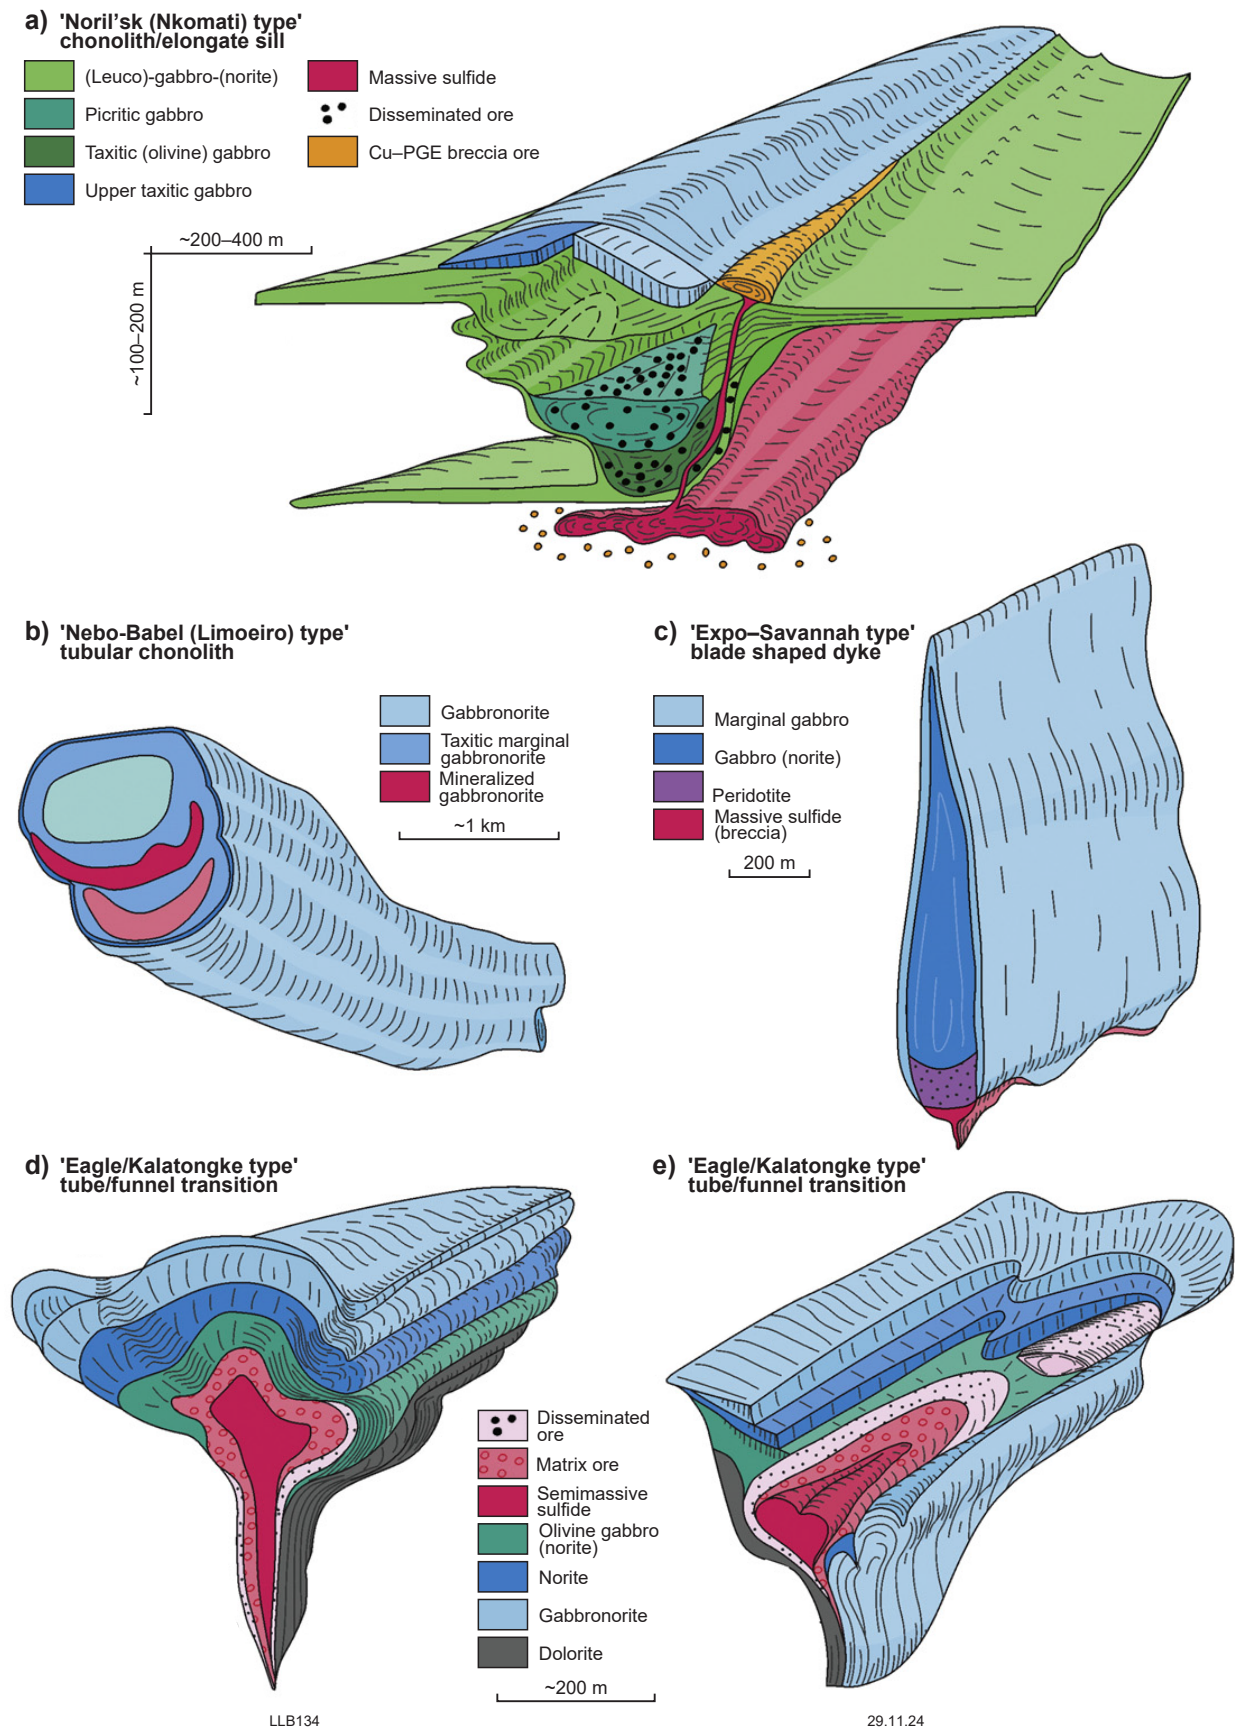 a) 'Noril'sk (Nkomati) type'
chonolith/elongate sill
(Leuco)-gabbro-(norite)
Picritic gabbro
Taxitic (olivine) gabbro
Upper taxitic gabbro
Massive sulfide
Disseminated ore
Cu–PGE breccia ore
~200–400 m
~100–200 m
b) 'Nebo-Babel (Limoeiro) type'
tubular chonolith
Gabbronorite
Taxitic marginal
gabbronorite
Mineralized
gabbronorite
~1 km
c) 'Expo–Savannah type'
blade shaped dyke
Marginal gabbro
Gabbro (norite)
Peridotite
Massive sulfide
(breccia)
200 m
d) 'Eagle/Kalatongke type'
tube/funnel transition
e) 'Eagle/Kalatongke type'
tube/funnel transition
Disseminated
ore
Matrix ore
Semimassive
sulfide
Olivine gabbro
(norite)
Norite
Gabbronorite
Dolorite
~200 m
LLB134
29.11.24